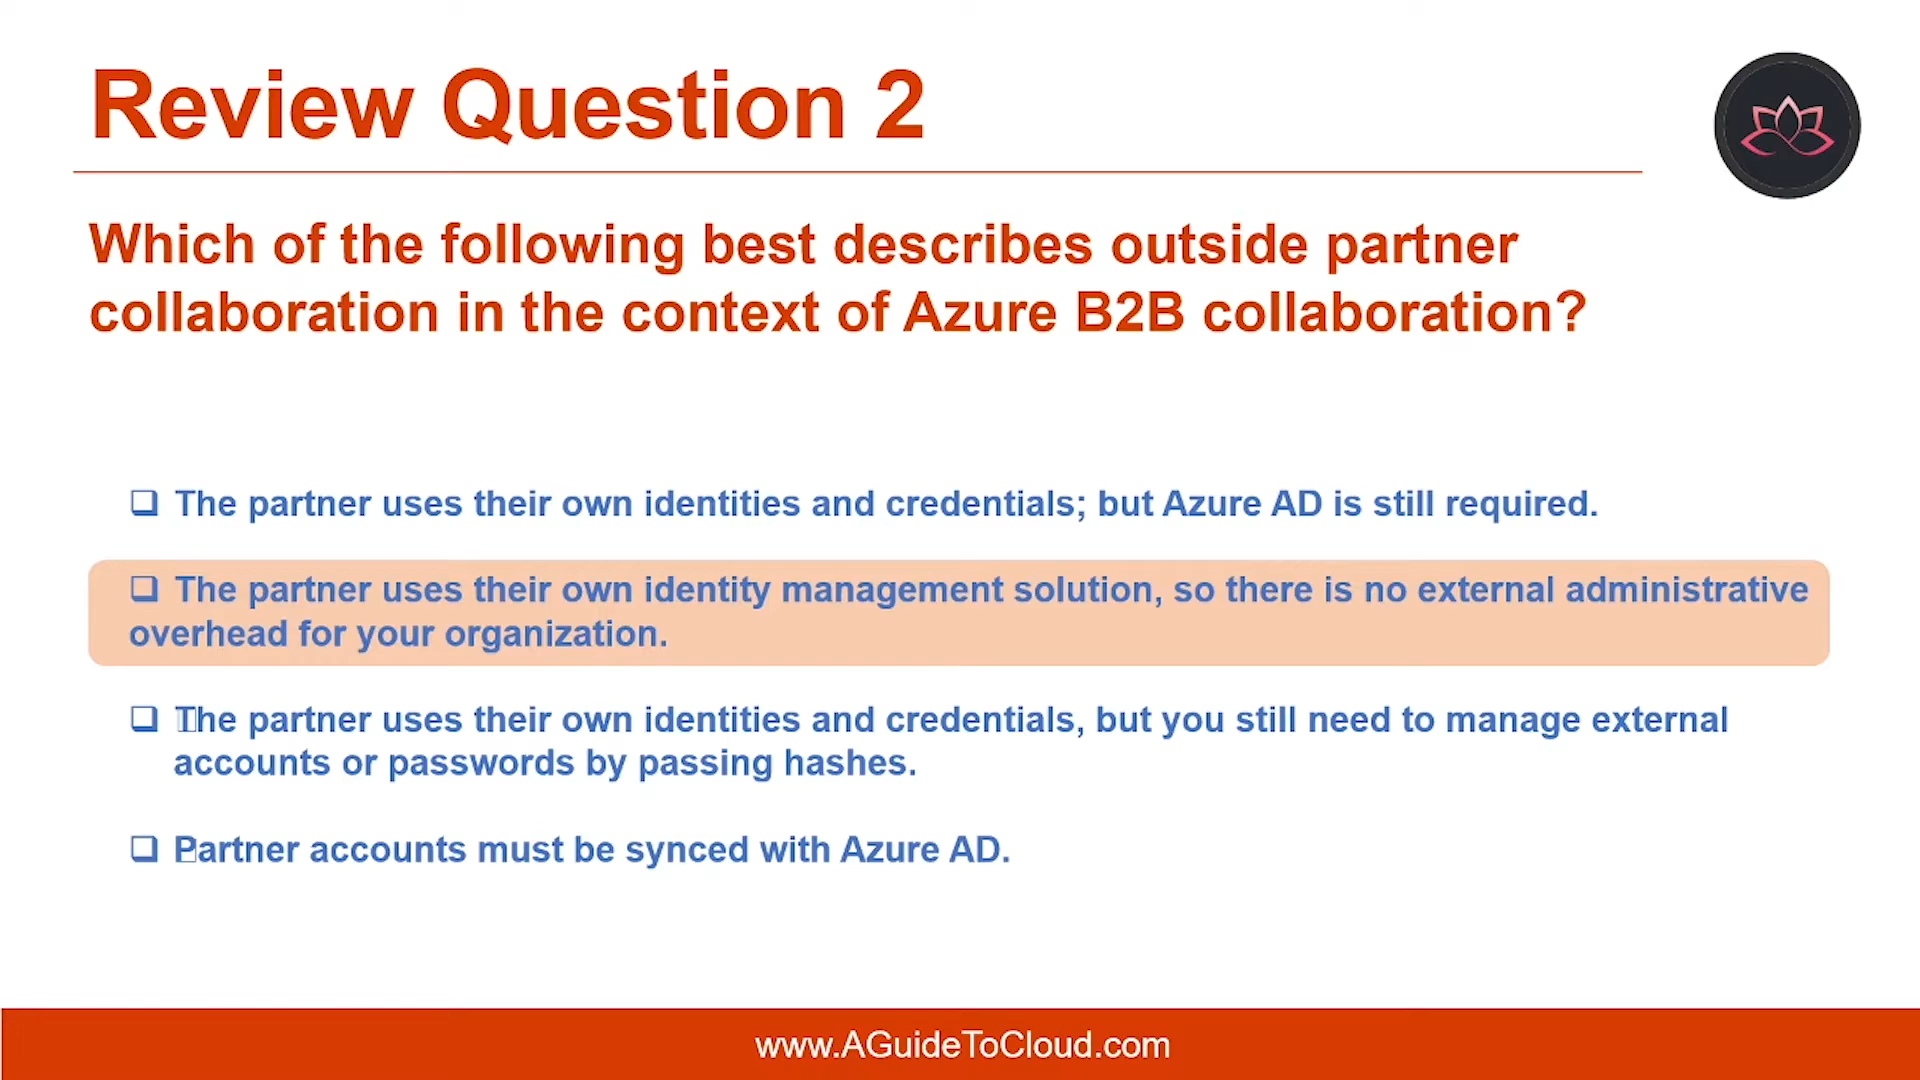 Review Question 2
Which of the following best describes outside partner
collaboration in the context of Azure B2B collaboration?
❑ The partner uses their own identities and credentials; but Azure AD is still required.
❑ The partner uses their own identity management solution, so there is no external administrative
overhead for your organization.
❑ The partner uses their own identities and credentials, but you still need to manage external
accounts or passwords by passing hashes.
❑ Partner accounts must be synced with Azure AD.
www.AGuideToCloud.com